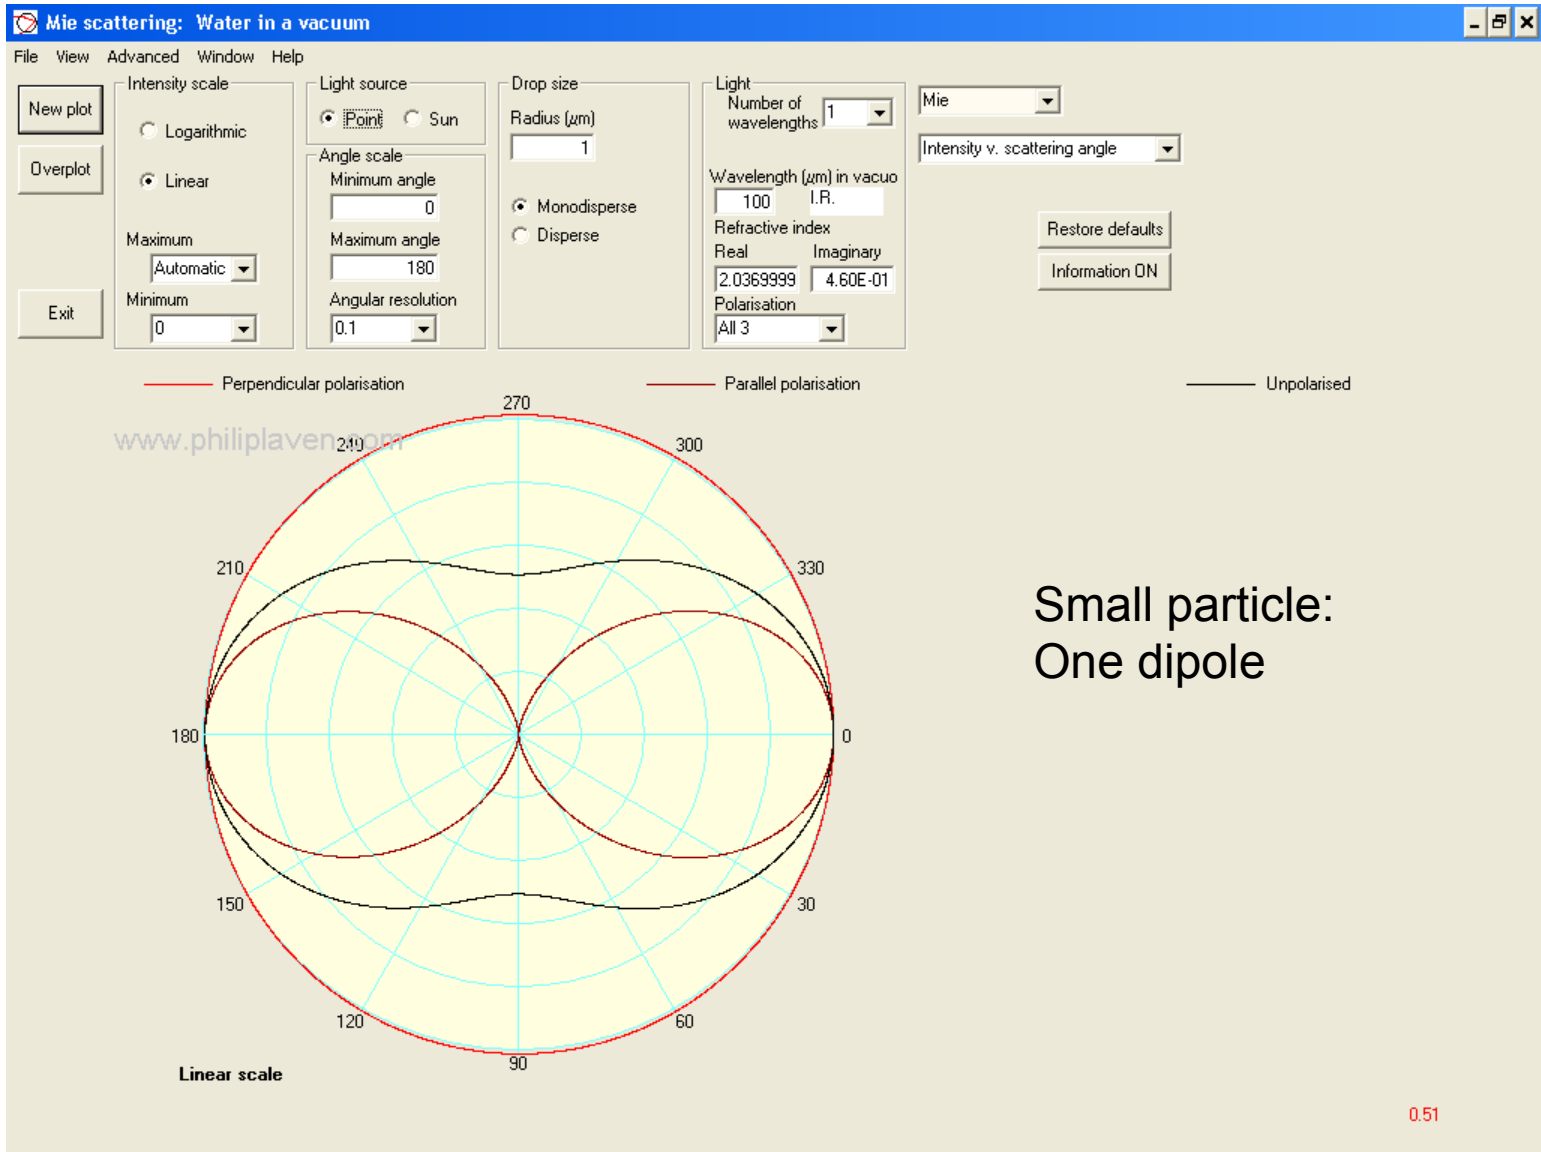 Mie scattering: Water in a vacuum
File View Advanced Window Help
New plot
Overplot
Exit
Intensity scale
Logarithmic
Linear
Maximum
Automatic
Minimum
0
Light source
Point Sun
Angle scale
Minimum angle
0
Maximum angle
180
Angular resolution
0.1
Drop size
Radius (µm)
1
Monodisperse
Disperse
Light
Number of
wavelengths 1
Wavelength (µm) in vacuo
100 I.R.
Refractive index
Real Imaginary
2.0369999 4.60E-01
Polarisation
All 3
Mie
Intensity v. scattering angle
Restore defaults
Information ON
Perpendicular polarisation Parallel polarisation Unpolarised
www.philiplaven.com
270
240 300
210 330
180 0
150 30
120 60
90
Small particle:
One dipole
Linear scale
0.51